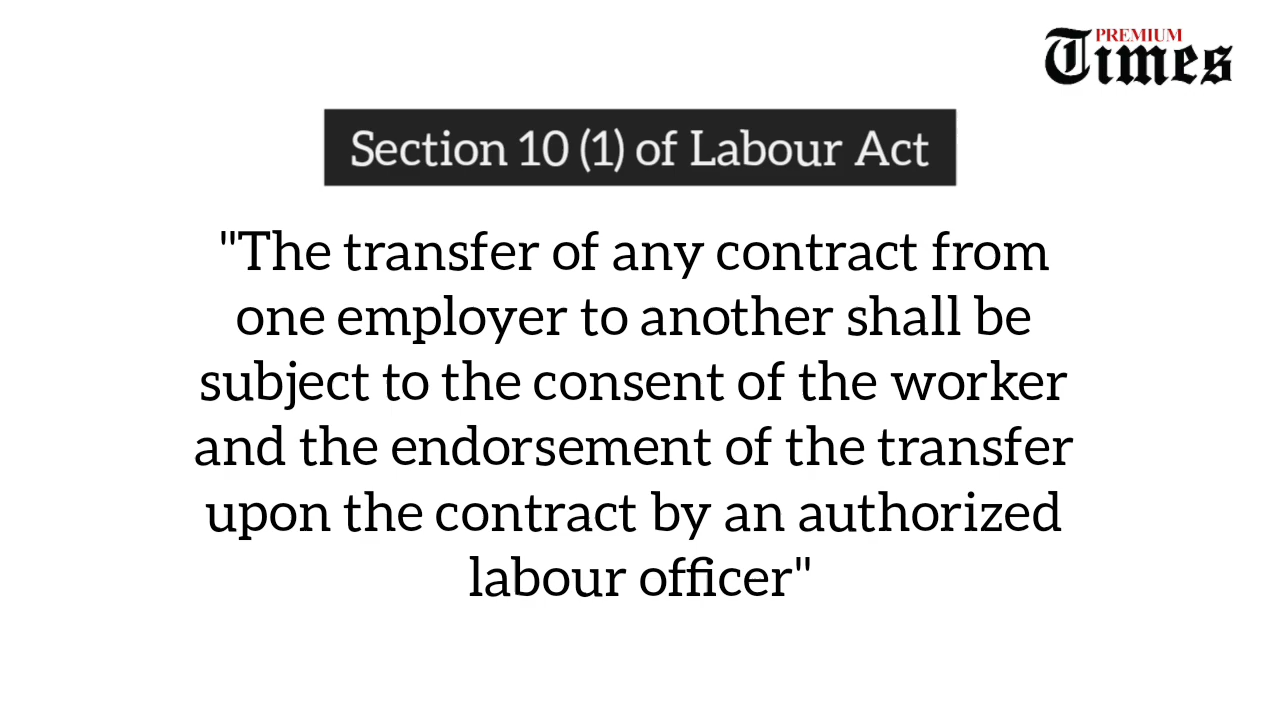 PREMIUM
Times
Section 10 (1) of Labour Act
"The transfer of any contract from
one employer to another shall be
subject to the consent of the worker
and the endorsement of the transfer
upon the contract by an authorized
labour officer"